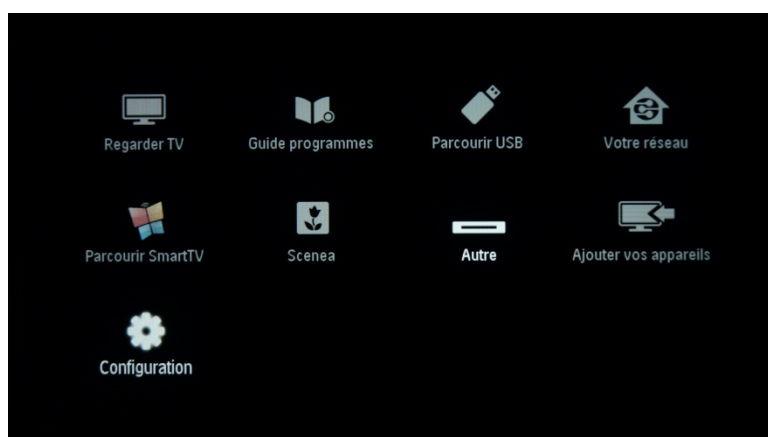 Regarder TV
Guide programmes
Parcourir USB
Votre réseau
Parcourir SmartTV
Scenea
Autre
Ajouter vos appareils
Configuration